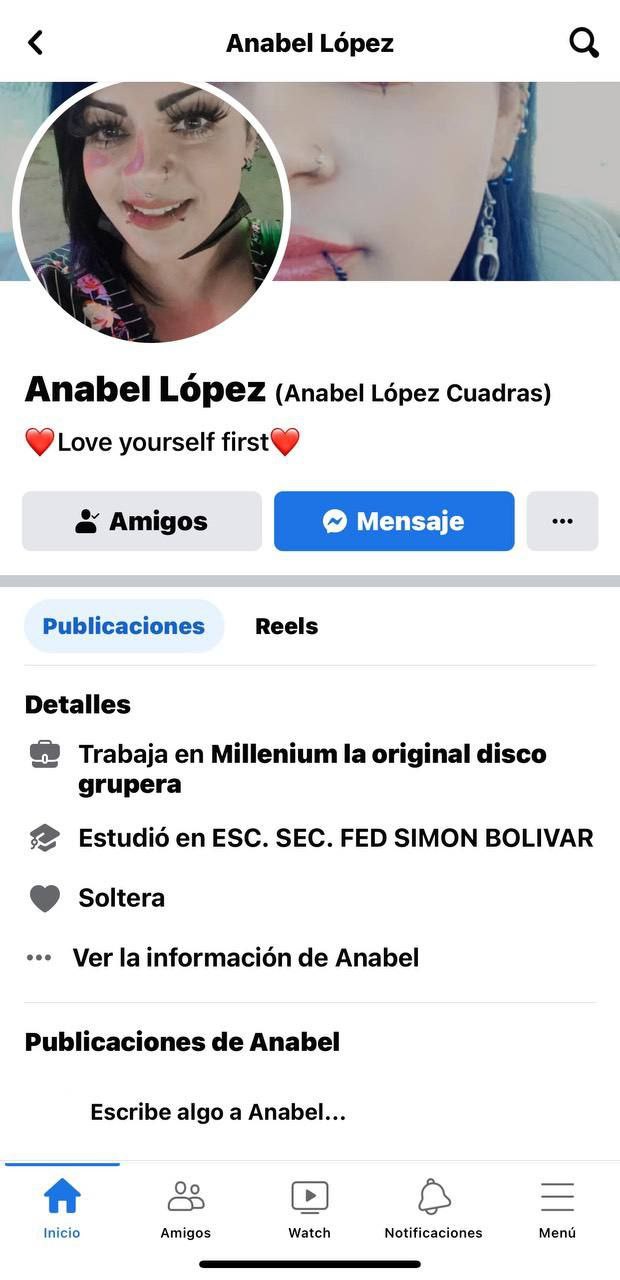 Anabel López
Anabel López (Anabel López Cuadras)
❤️Love yourself first❤️
Amigos
Mensaje
Publicaciones
Reels
Detalles
Trabaja en Millenium la original disco
grupera
Estudió en ESC. SEC. FED SIMON BOLIVAR
Soltera
Ver la información de Anabel
Publicaciones de Anabel
Escribe algo a Anabel...
Inicio
Amigos
Watch
Notificaciones
Menú